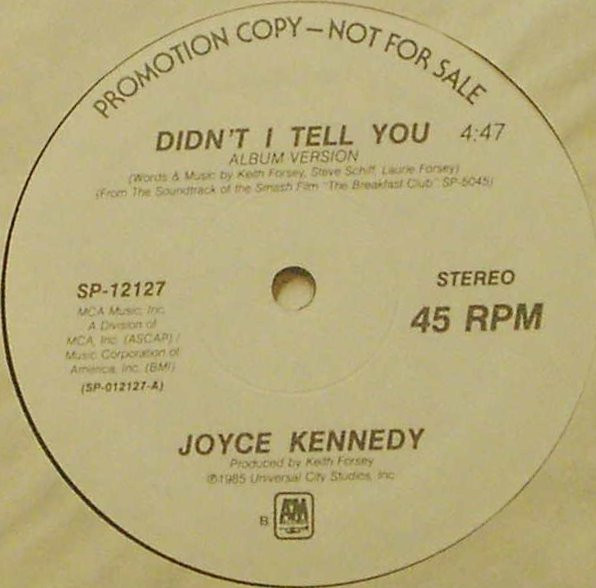 PROMOTION COPY—NOT FOR SALE
DIDN'T I TELL YOU 4:47
ALBUM VERSION
(Words & Music by Keith Forsey, Steve Schiff, Laurie Forsey)
(From The Soundtrack of the Smash Film "The Breakfast Club" SP-5045)
SP-12127
MCA Music, Inc.
A Division of
MCA, Inc. (ASCAP) /
Music Corporation of
America, Inc. (BMI)
(SP-012127-A)
STEREO
45 RPM
JOYCE KENNEDY
Produced by Keith Forsey
℗1985 Universal City Studios, Inc.
B A&M